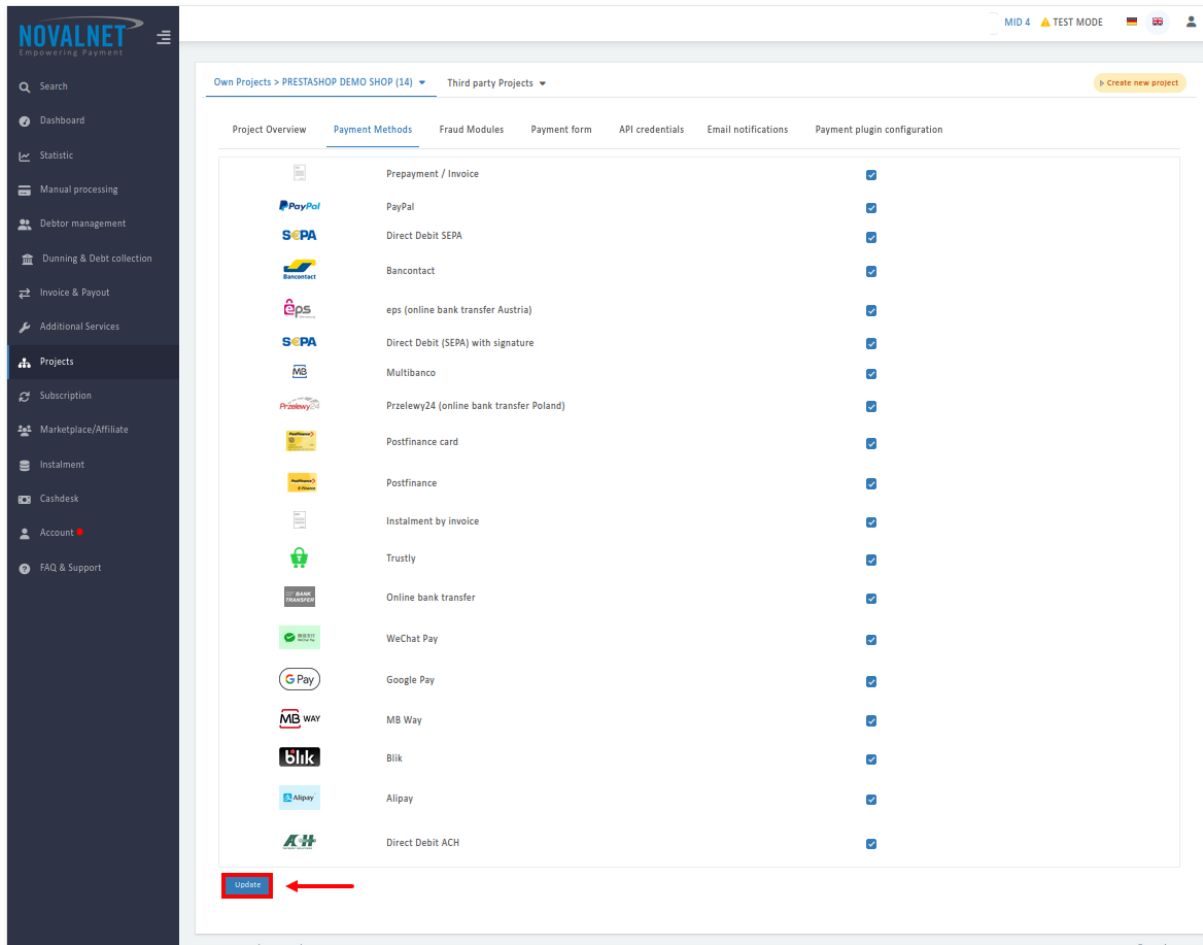 NOVALNET
Empowering Payment
MID 4 TEST MODE
Search
Dashboard
Statistic
Manual processing
Debtor management
Dunning & Debt collection
Invoice & Payout
Additional Services
Projects
Subscription
Marketplace/Affiliate
Instalment
Cashdesk
Account
FAQ & Support
Own Projects > PRESTASHOP DEMO SHOP (14) Third party Projects Create new project
Project Overview Payment Methods Fraud Modules Payment form API credentials Email notifications Payment plugin configuration
Prepayment / Invoice
PayPal PayPal
SEPA Direct Debit SEPA
Bancontact Bancontact
eps eps (online bank transfer Austria)
SEPA Direct Debit (SEPA) with signature
MB Multibanco
Przelewy24 Przelewy24 (online bank transfer Poland)
PostFinance Postfinance card
PostFinance E-Finance Postfinance
Instalment by invoice
Trustly
BANK TRANSFER Online bank transfer
WeChat Pay
G Pay Google Pay
MB WAY MB Way
blik Blik
Alipay Alipay
ACH Direct Debit ACH
Update